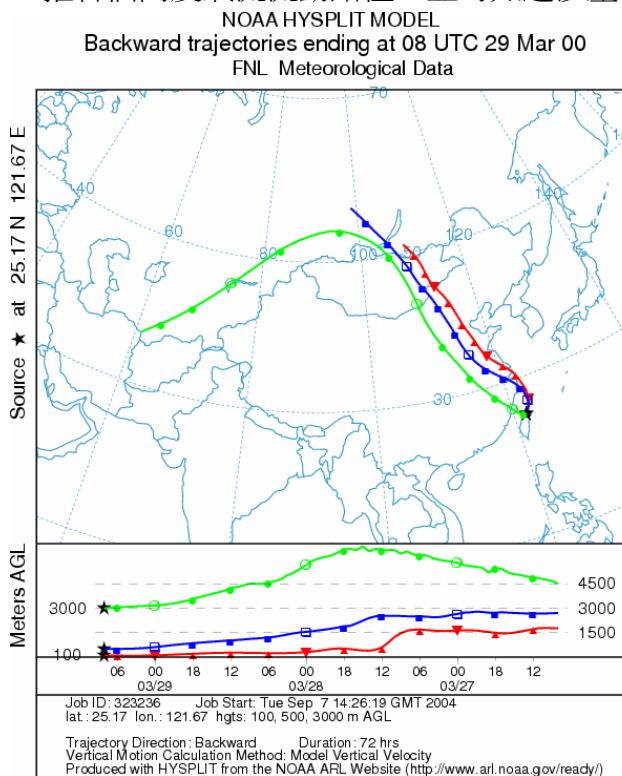 NOAA HYSPLIT MODEL
Backward trajectories ending at 08 UTC 29 Mar 00
FNL Meteorological Data
Source ★ at 25.17 N 121.67 E
70
40
60
80
100
50
120
140
30
Meters AGL
3000
100
4500
3000
1500
06 00 18 12 06 00 18 12 06 00 18 12
03/29 03/28 03/27
Job ID: 323236 Job Start: Tue Sep 7 14:26:19 GMT 2004
lat.: 25.17 lon.: 121.67 hgts: 100, 500, 3000 m AGL
Trajectory Direction: Backward Duration: 72 hrs
Vertical Motion Calculation Method: Model Vertical Velocity
Produced with HYSPLIT from the NOAA ARL Website (http://www.arl.noaa.gov/ready/)